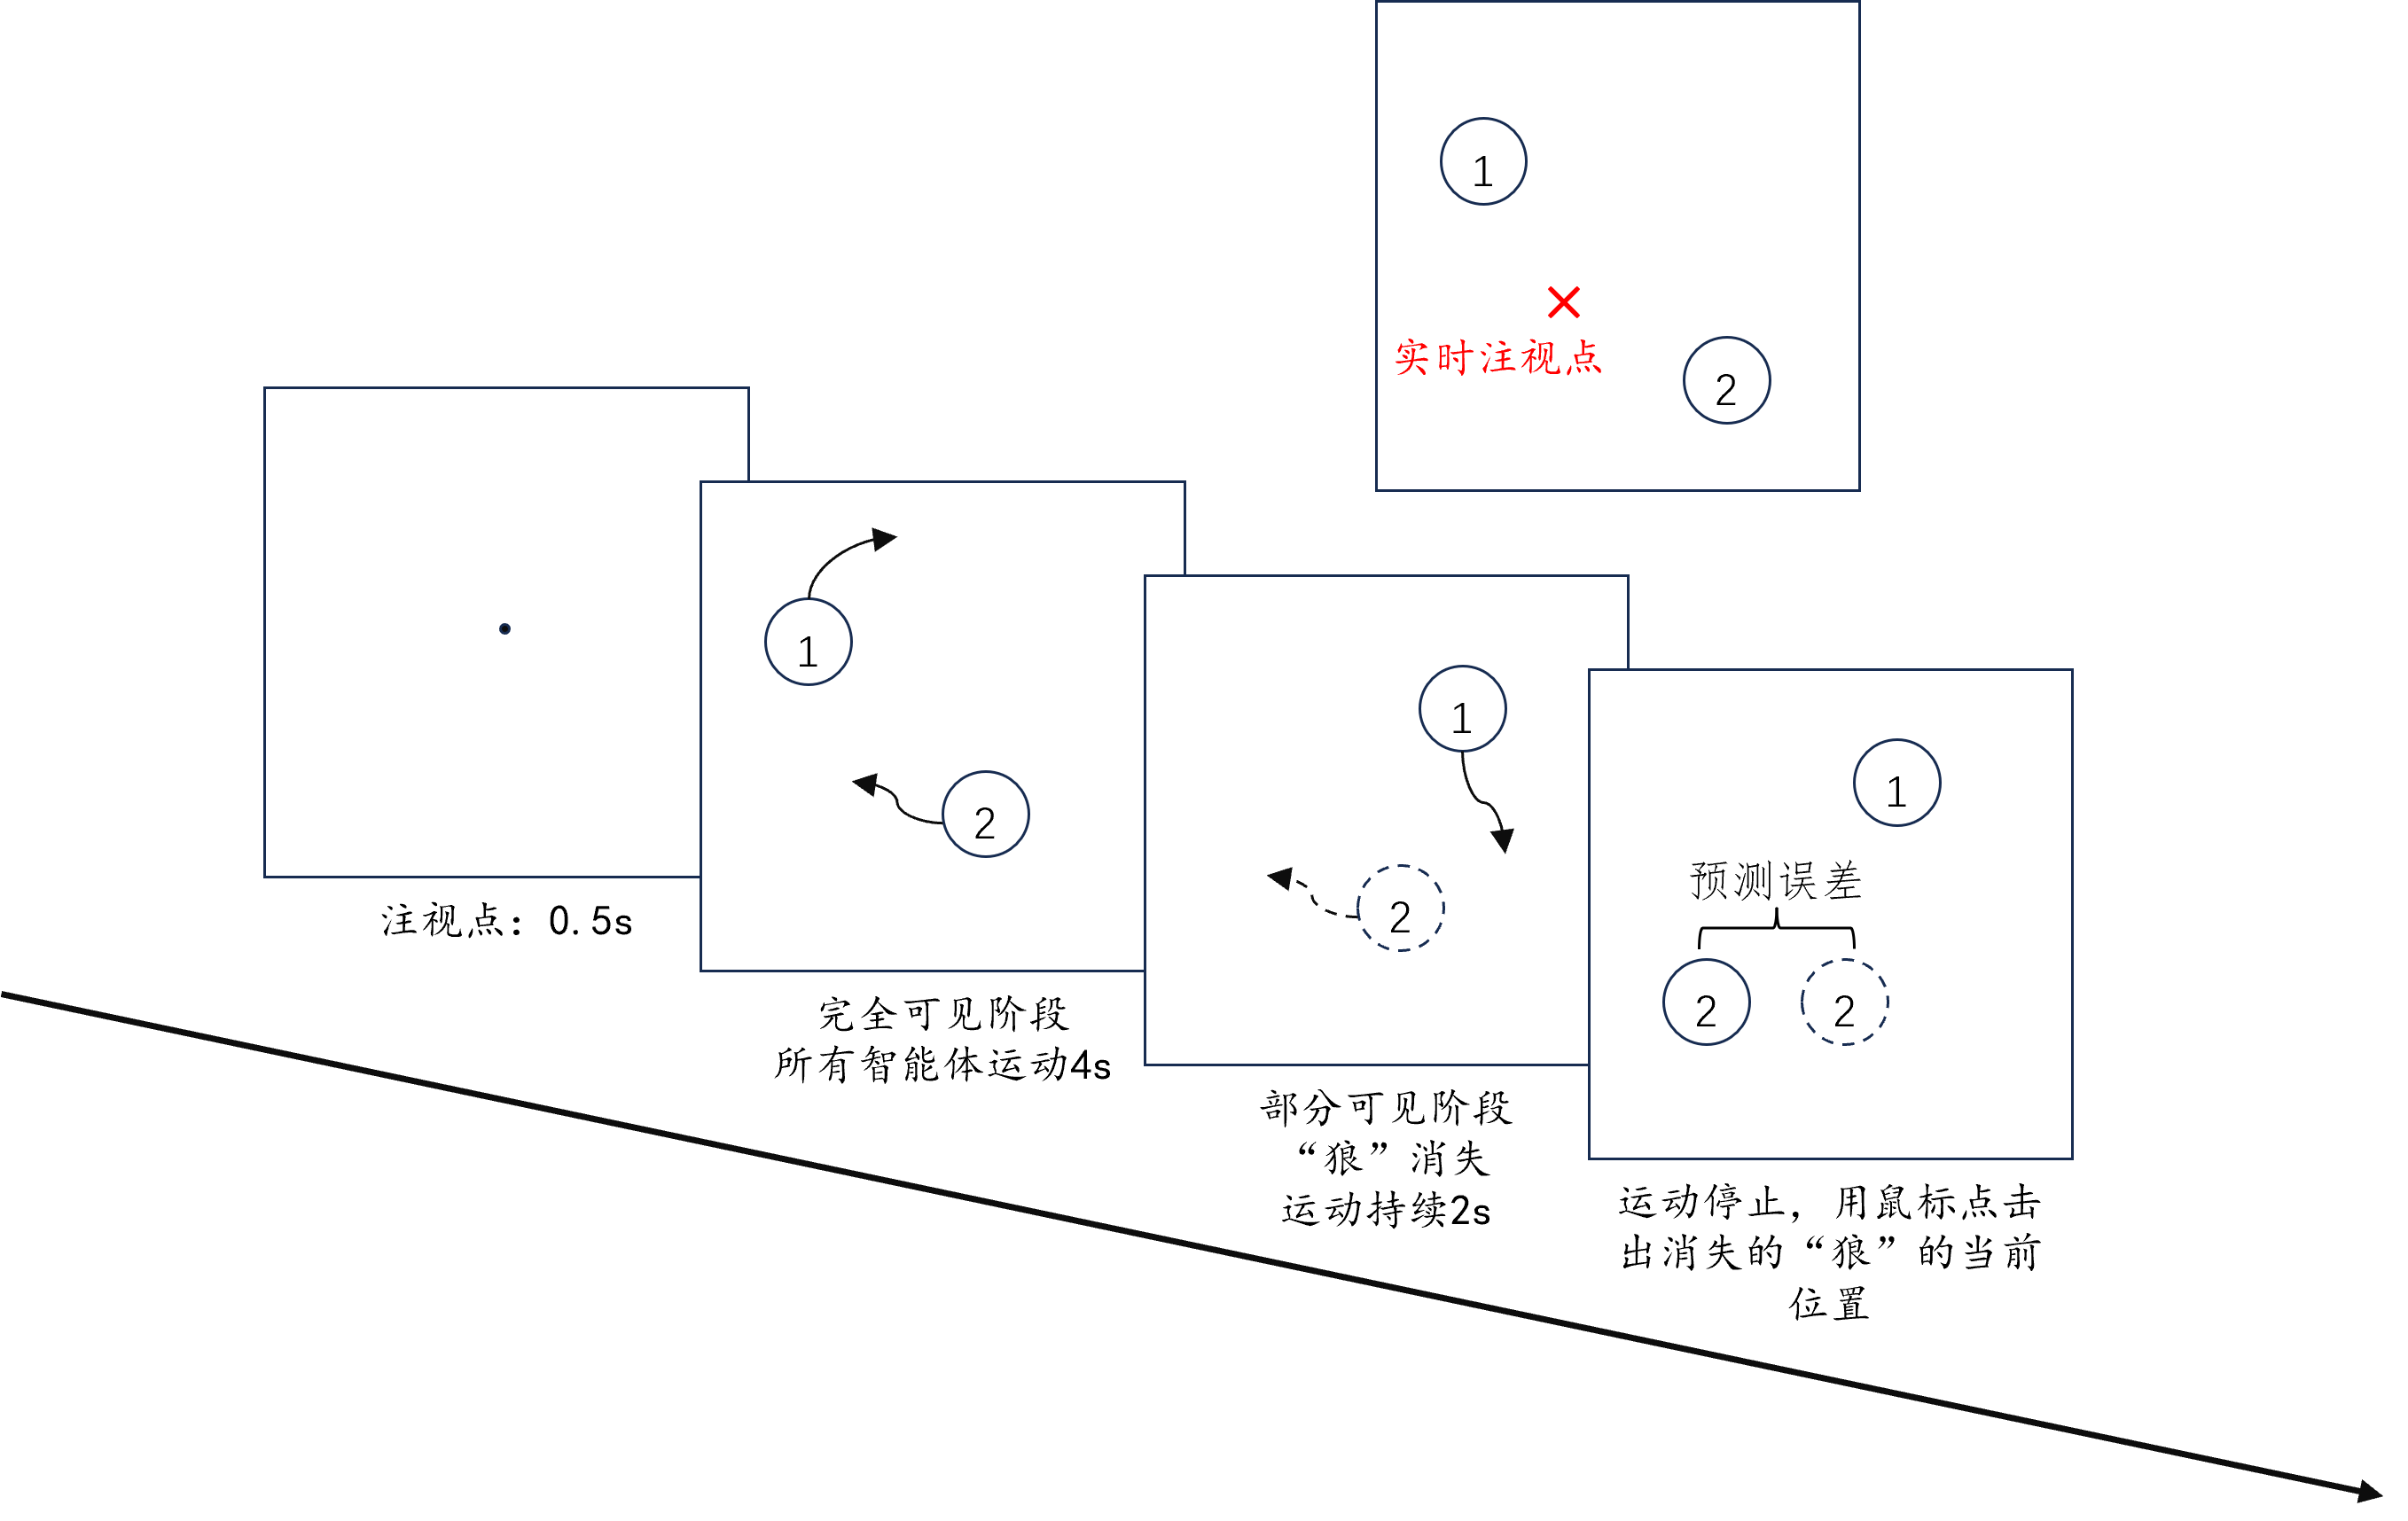 1
实时注视点
2
注视点：0.5s
1
2
完全可见阶段
所有智能体运动4s
1
2
部分可见阶段
“狼”消失
运动持续2s
1
预测误差
2
2
运动停止，用鼠标点击
出消失的“狼”的当前
位置